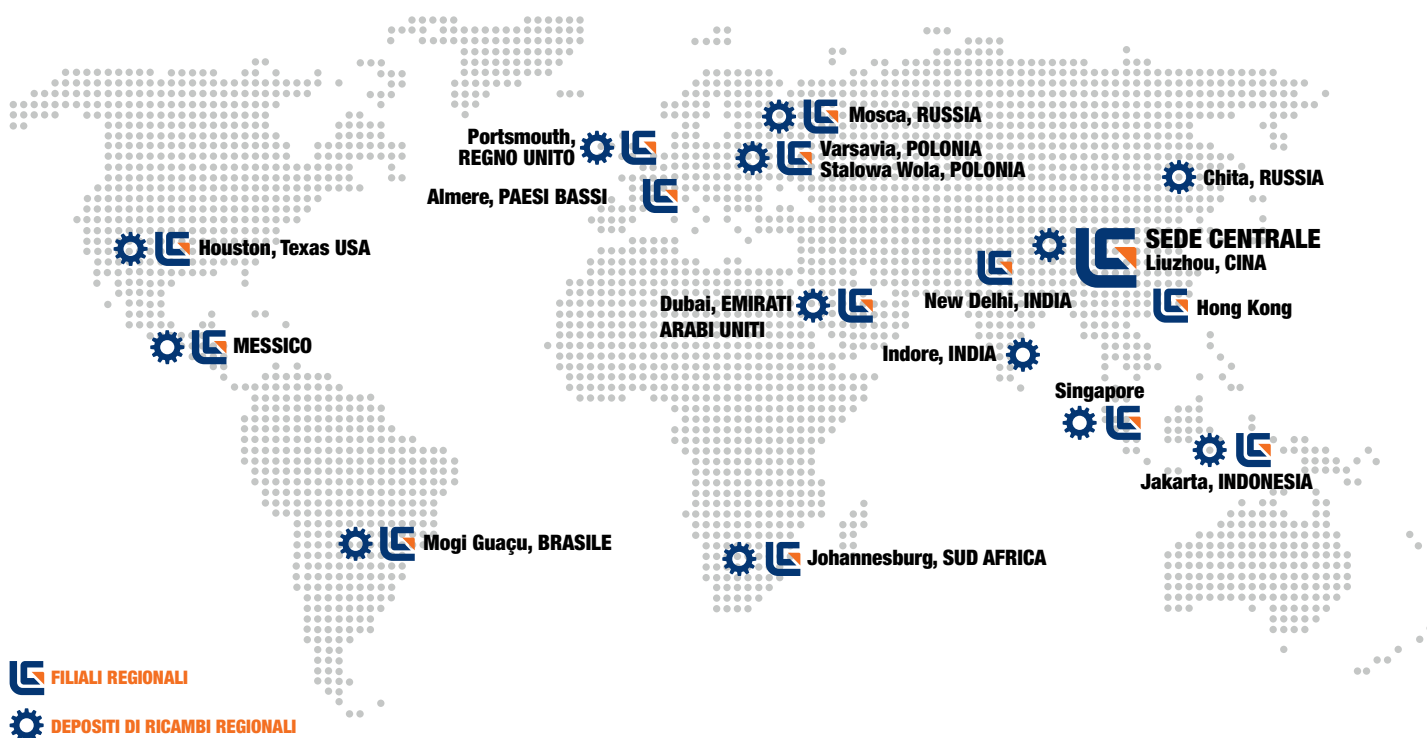 Mosca, RUSSIA
Portsmouth,
REGNO UNITO
Varsavia, POLONIA
Stalowa Wola, POLONIA
Chita, RUSSIA
Almere, PAESI BASSI
Houston, Texas USA
SEDE CENTRALE
Liuzhou, CINA
New Delhi, INDIA
Hong Kong
Dubai, EMIRATI
ARABI UNITI
MESSICO
Indore, INDIA
Singapore
Jakarta, INDONESIA
Mogi Guaçu, BRASILE
Johannesburg, SUD AFRICA
FILIALI REGIONALI
DEPOSITI DI RICAMBI REGIONALI